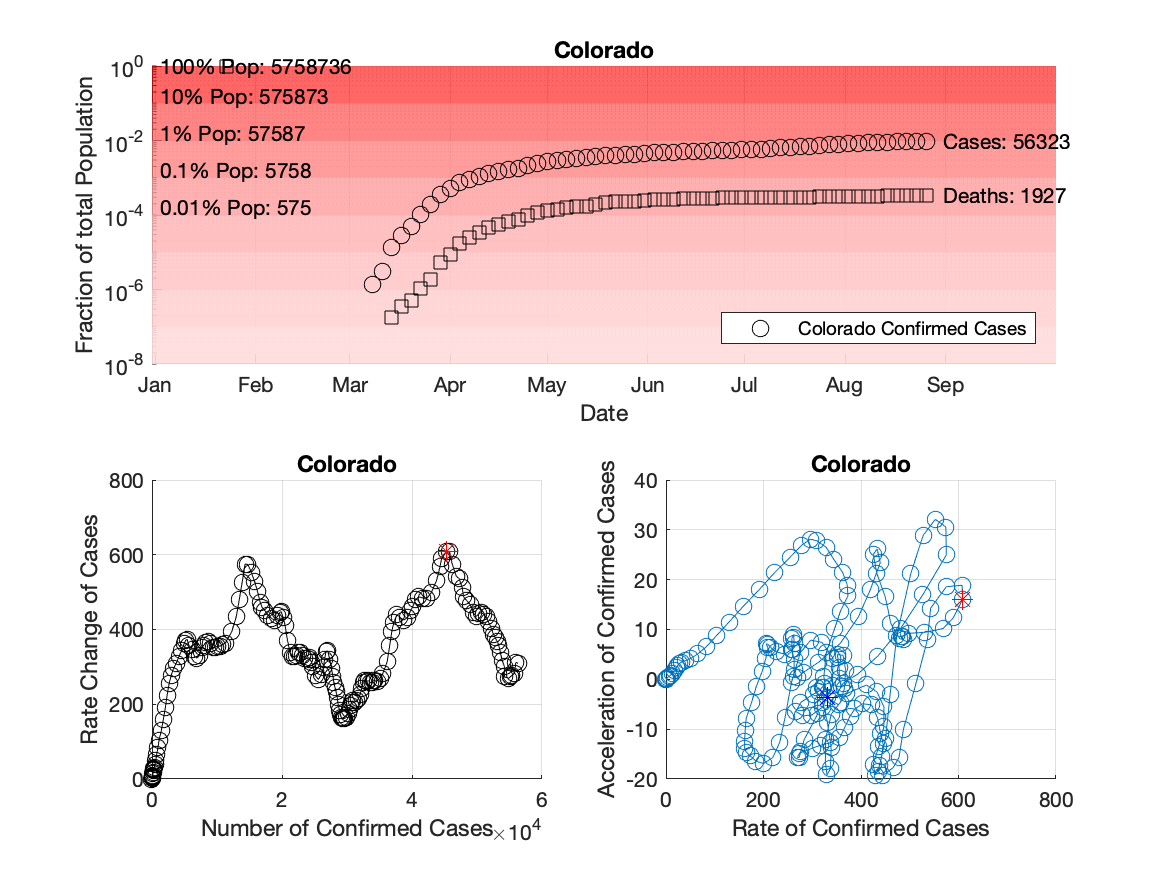 Colorado
Fraction of total Population
10^0
10^-2
10^-4
10^-6
10^-8
100% Pop: 5758736
10% Pop: 575873
1% Pop: 57587
0.1% Pop: 5758
0.01% Pop: 575
Cases: 56323
Deaths: 1927
Colorado Confirmed Cases
Jan Feb Mar Apr May Jun Jul Aug Sep
Date
Colorado
Rate Change of Cases
800
600
400
200
0
0 2 4 6
Number of Confirmed Cases ×10^4
Colorado
Acceleration of Confirmed Cases
40
30
20
10
0
-10
-20
0 200 400 600 800
Rate of Confirmed Cases